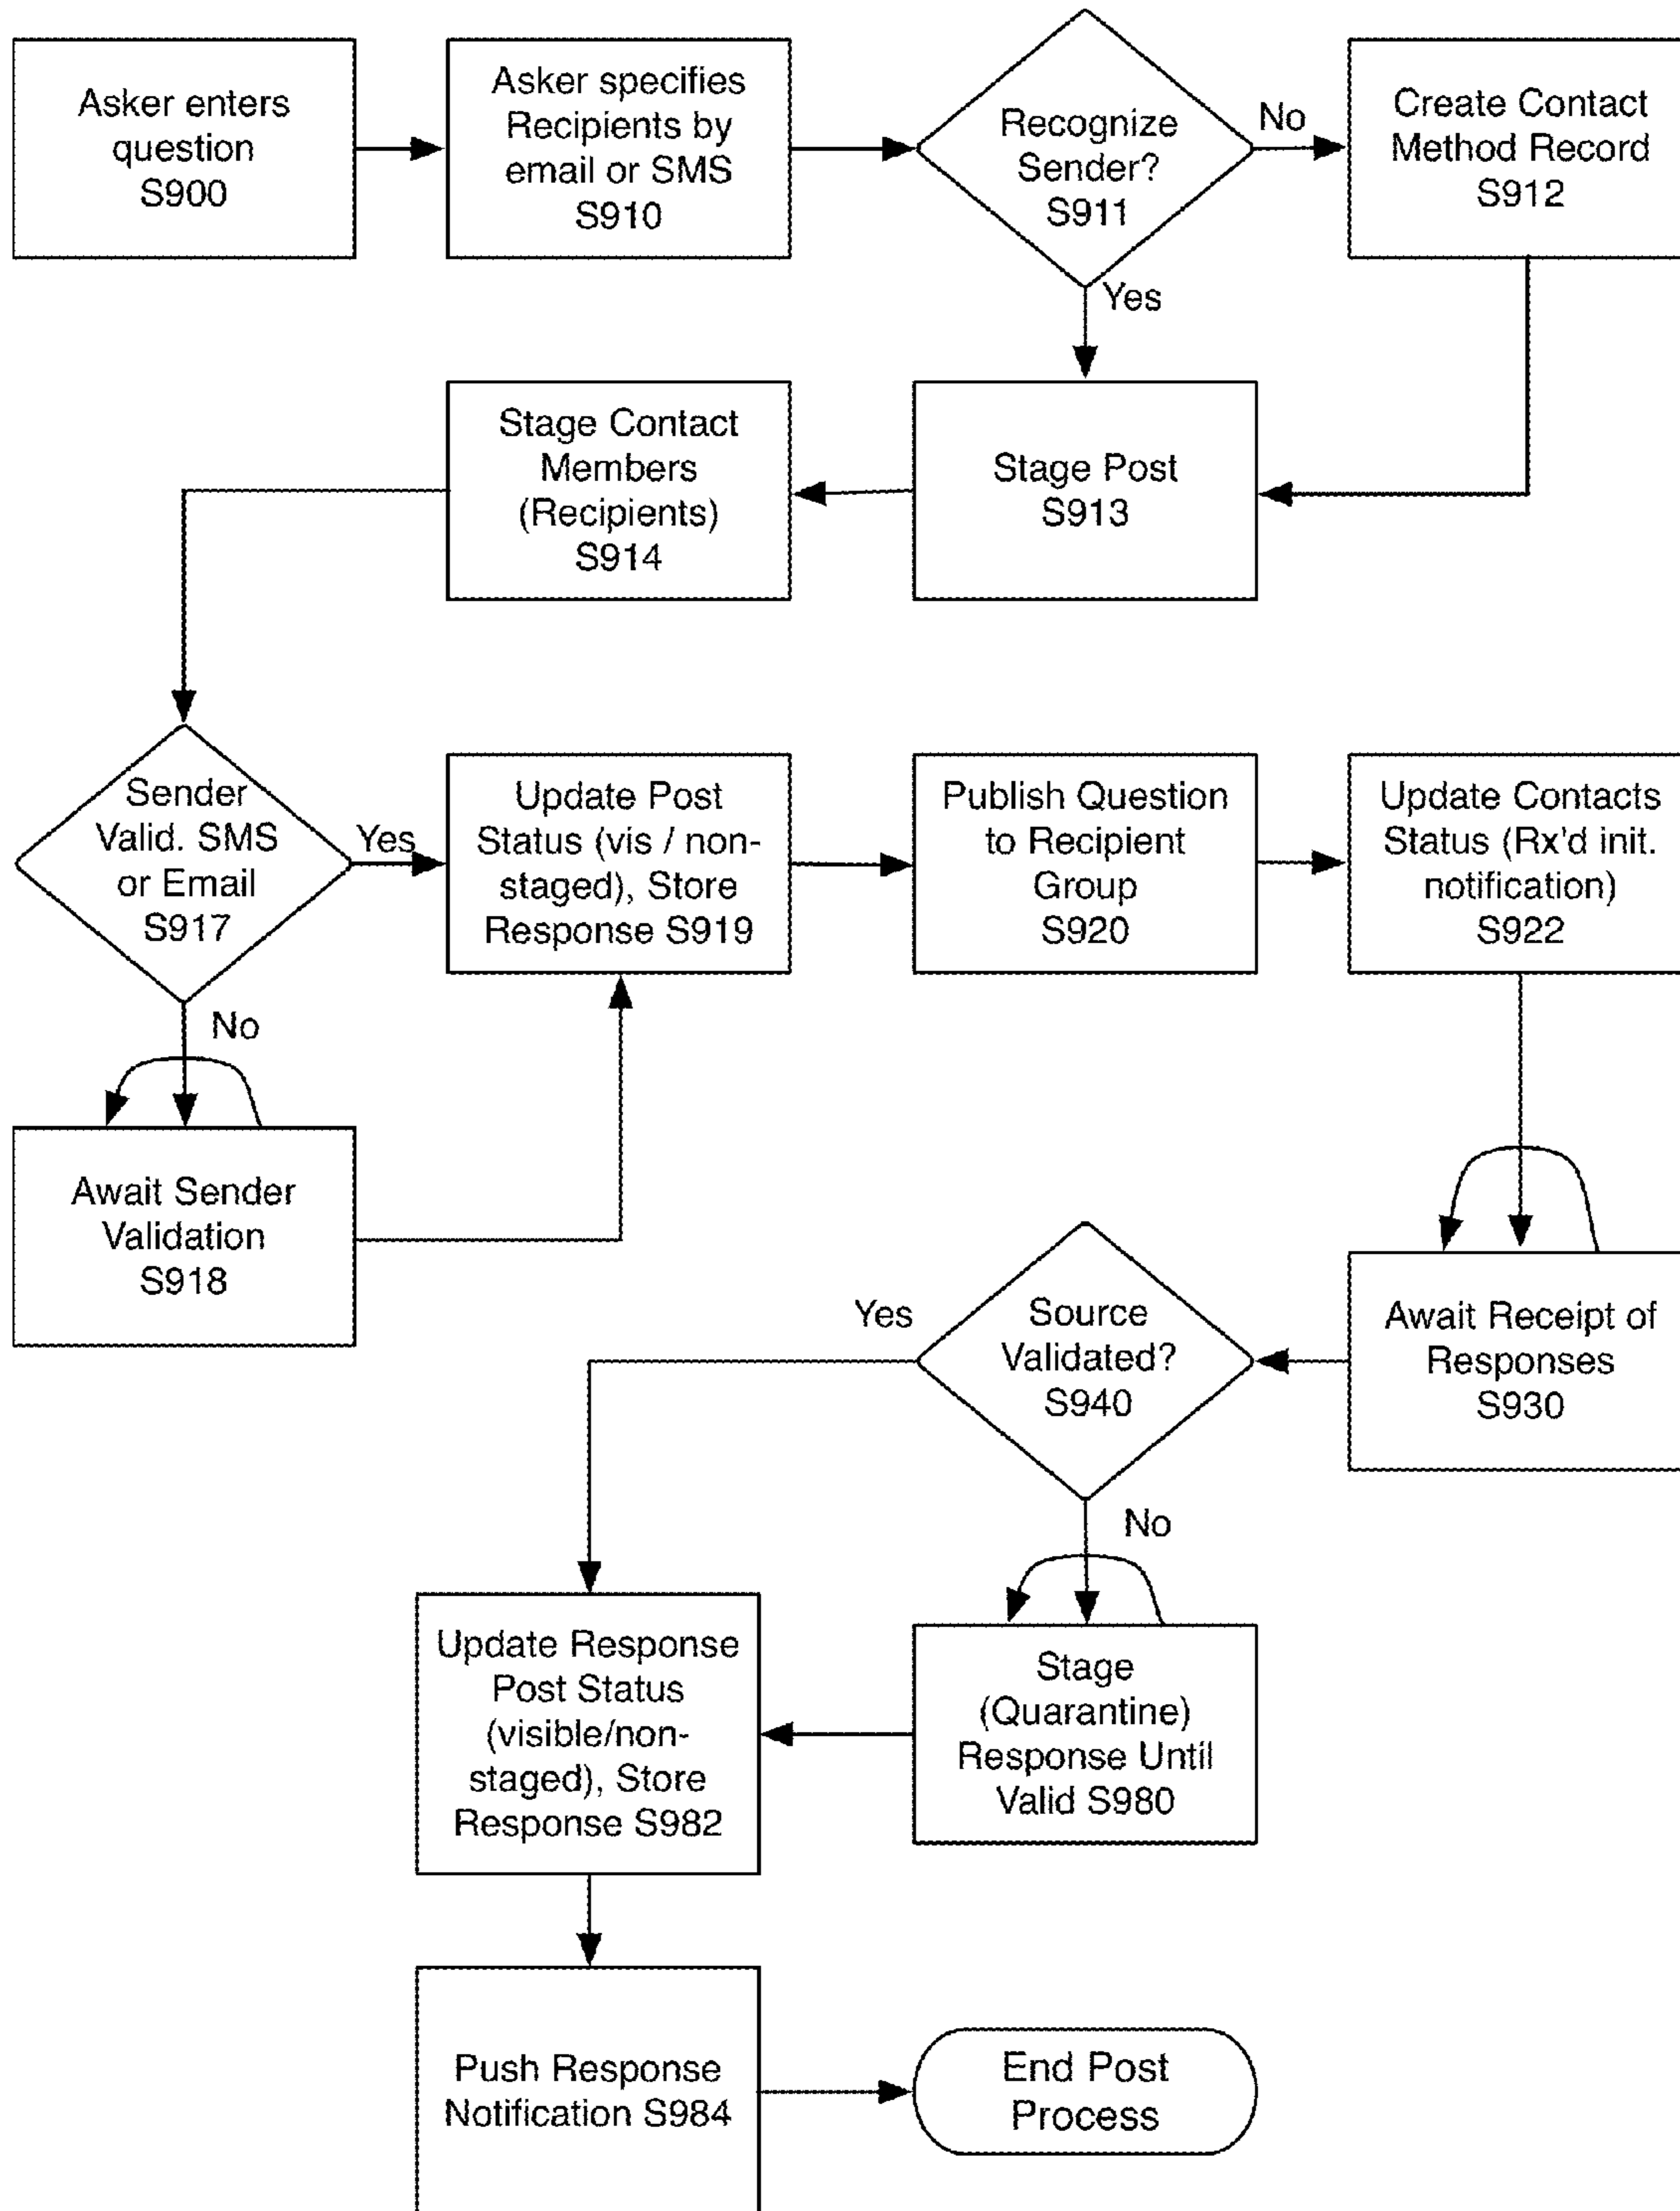 Asker enters
question
S900
Asker specifies
Recipients by
email or SMS
S910
Recognize
Sender?
S911
No
Create Contact
Method Record
S912
Yes
Stage Contact
Members
(Recipients)
S914
Stage Post
S913
Sender
Valid. SMS
or Email
S917
Yes
Update Post
Status (vis / non-
staged), Store
Response S919
Publish Question
to Recipient
Group
S920
Update Contacts
Status (Rx'd init.
notification)
S922
No
Await Sender
Validation
S918
Yes
Source
Validated?
S940
Await Receipt of
Responses
S930
No
Update Response
Post Status
(visible/non-
staged), Store
Response S982
Stage
(Quarantine)
Response Until
Valid S980
Push Response
Notification S984
End Post
Process